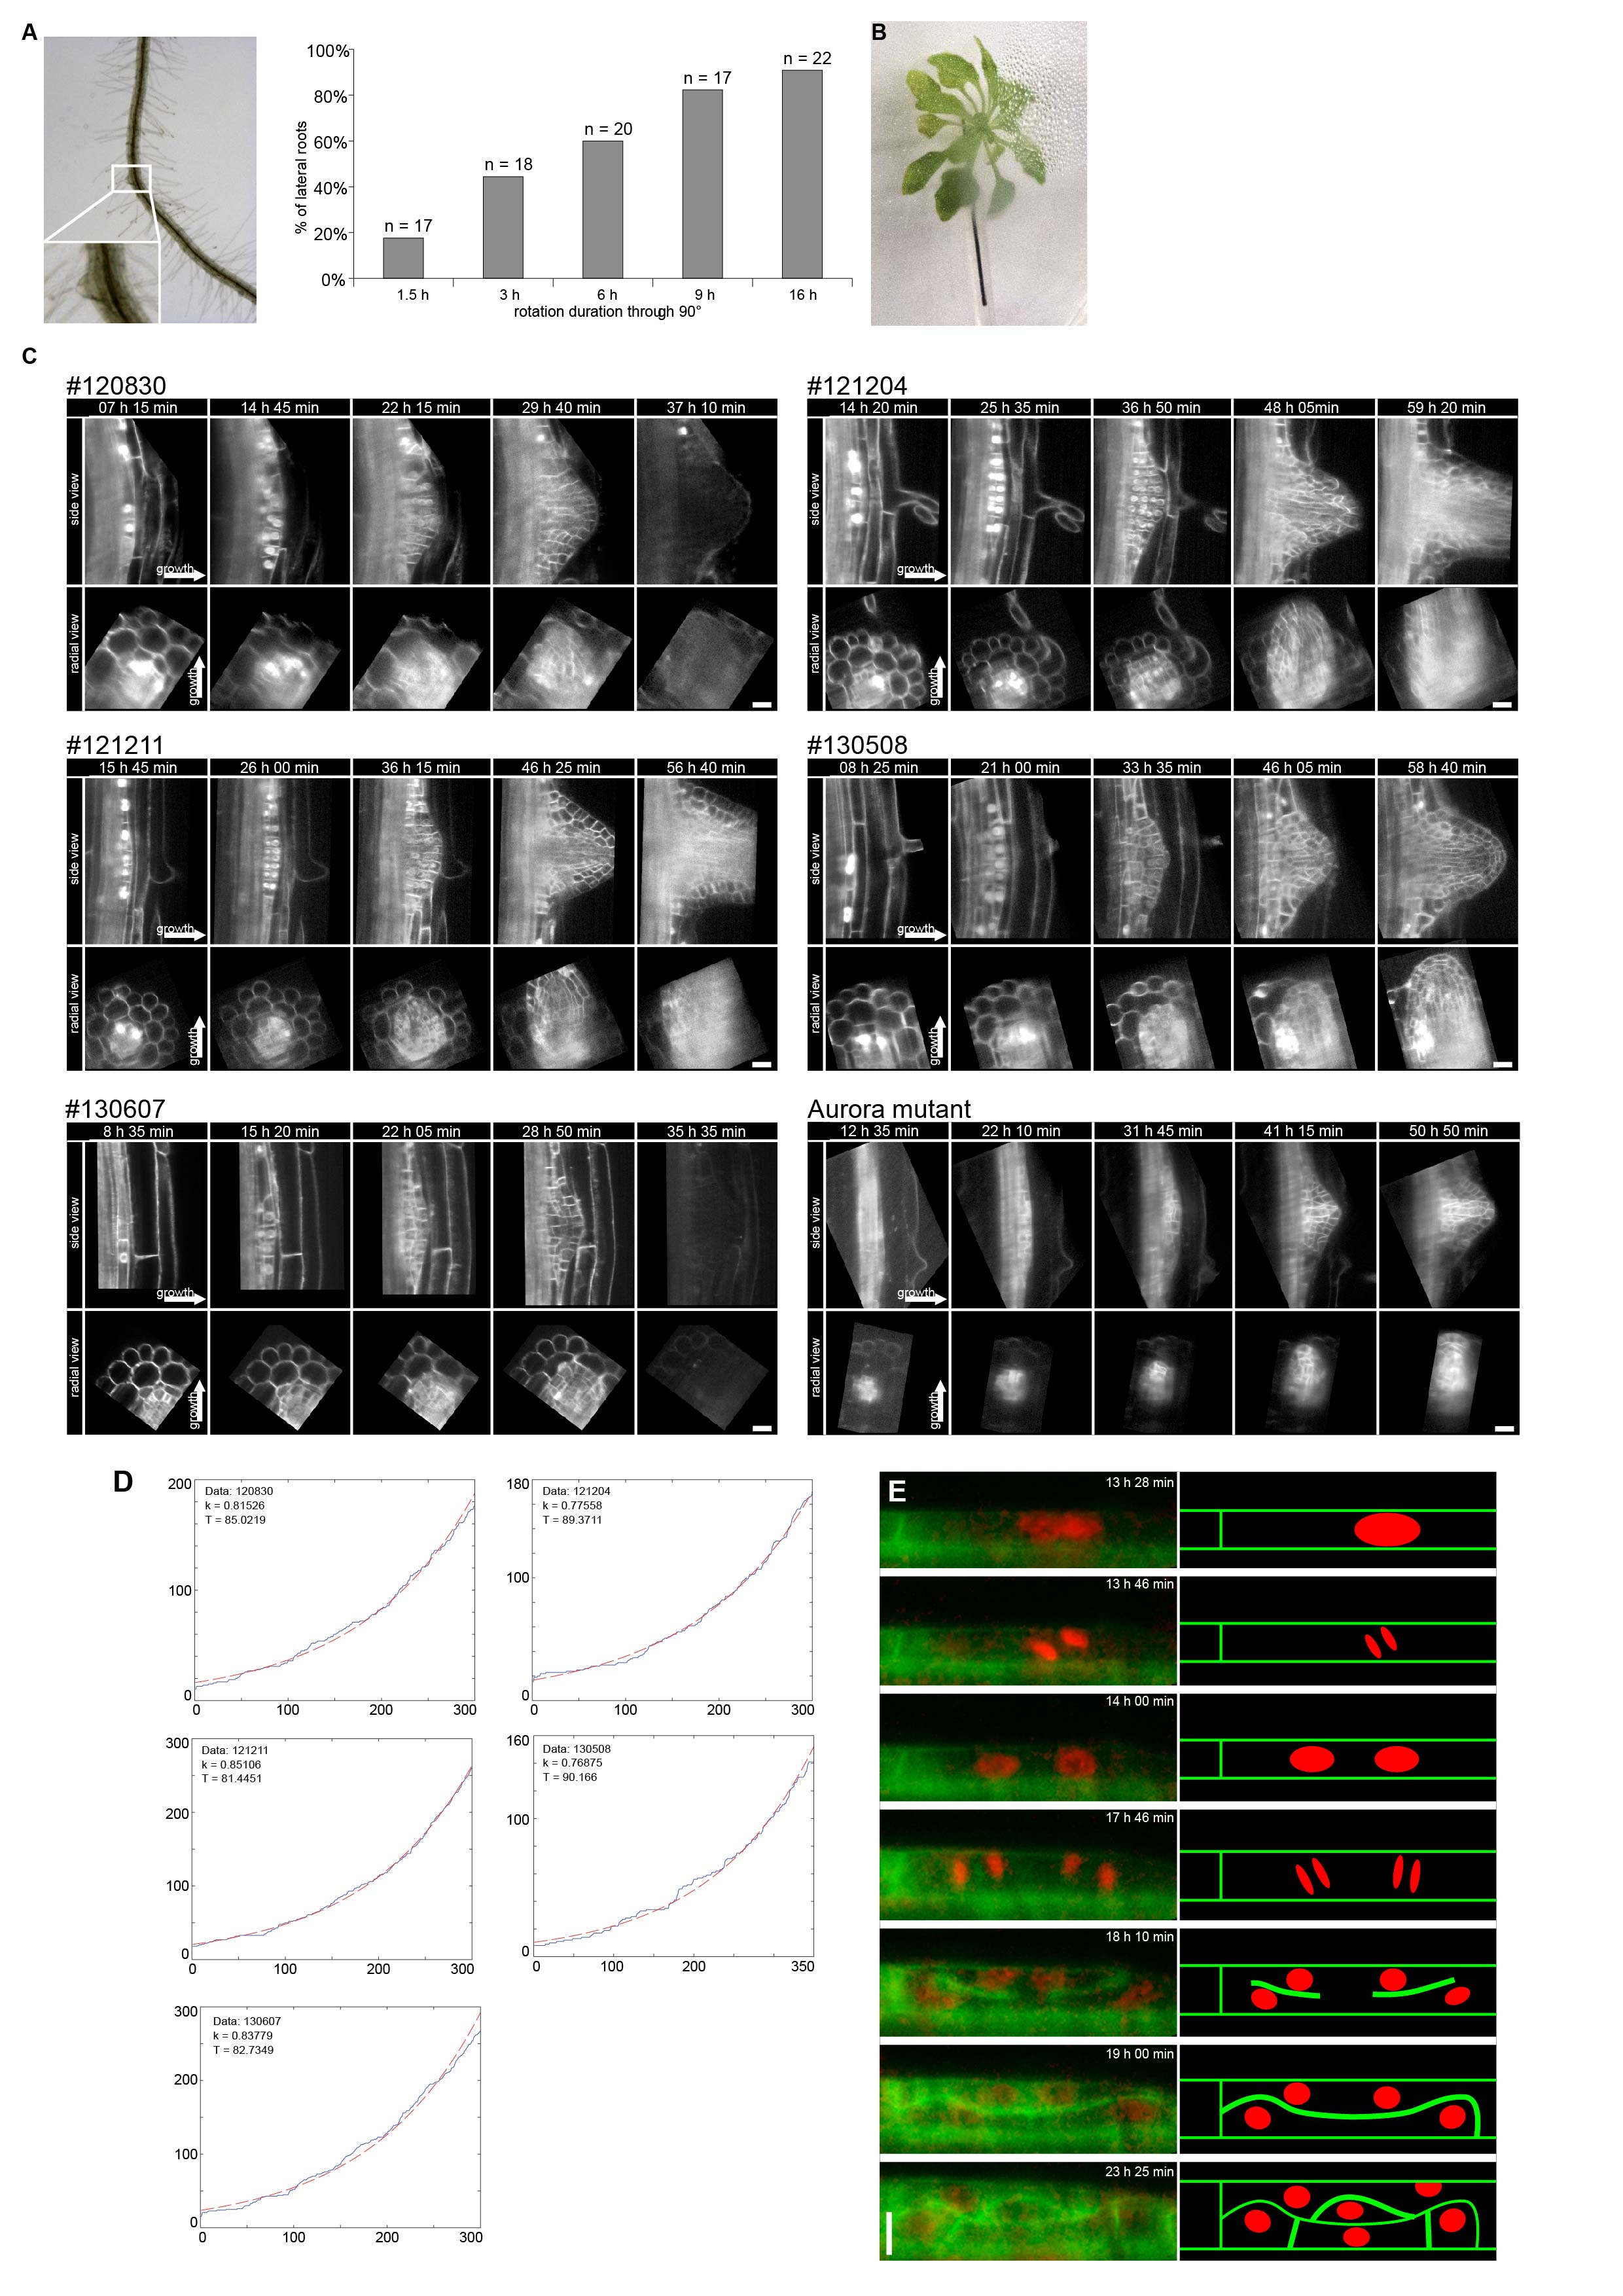 A
100%
80%
60%
40%
20%
0%
% of lateral roots
n = 17
n = 18
n = 20
n = 17
n = 22
1.5 h
3 h
6 h
9 h
16 h
rotation duration through 90°
B
C
#120830
07 h 15 min
14 h 45 min
22 h 15 min
29 h 40 min
37 h 10 min
side view
growth
radial view
growth
#121204
14 h 20 min
25 h 35 min
36 h 50 min
48 h 05min
59 h 20 min
side view
growth
radial view
growth
#121211
15 h 45 min
26 h 00 min
36 h 15 min
46 h 25 min
56 h 40 min
side view
growth
radial view
growth
#130508
08 h 25 min
21 h 00 min
33 h 35 min
46 h 05 min
58 h 40 min
side view
growth
radial view
growth
#130607
8 h 35 min
15 h 20 min
22 h 05 min
28 h 50 min
35 h 35 min
side view
growth
radial view
growth
Aurora mutant
12 h 35 min
22 h 10 min
31 h 45 min
41 h 15 min
50 h 50 min
side view
growth
radial view
growth
D
200
100
0
Data: 120830
k = 0.81526
T = 85.0219
0
100
200
300
180
100
0
Data: 121204
k = 0.77558
T = 89.3711
0
100
200
300
300
200
100
0
Data: 121211
k = 0.85106
T = 81.4451
0
100
200
300
160
100
0
Data: 130508
k = 0.76875
T = 90.166
0
200
350
300
200
100
0
Data: 130607
k = 0.83779
T = 82.7349
0
100
200
300
E
13 h 28 min
13 h 46 min
14 h 00 min
17 h 46 min
18 h 10 min
19 h 00 min
23 h 25 min